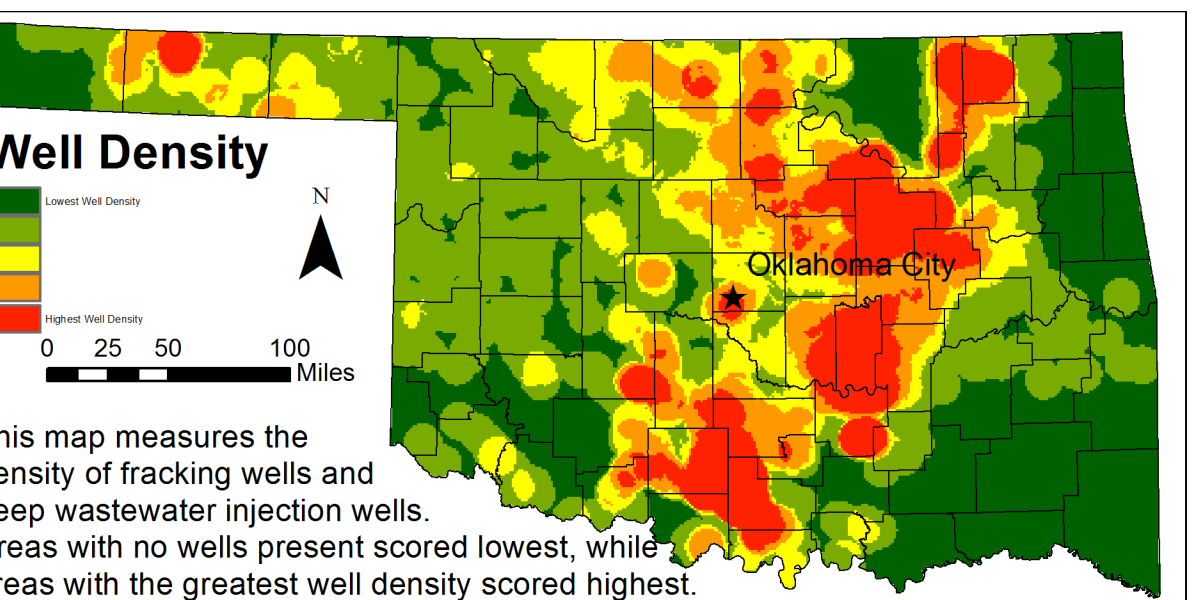 Well Density
Lowest Well Density
Highest Well Density
N
0 25 50 100
Miles
Oklahoma City
his map measures the
ensity of fracking wells and
eep wastewater injection wells.
reas with no wells present scored lowest, while
reas with the greatest well density scored highest.